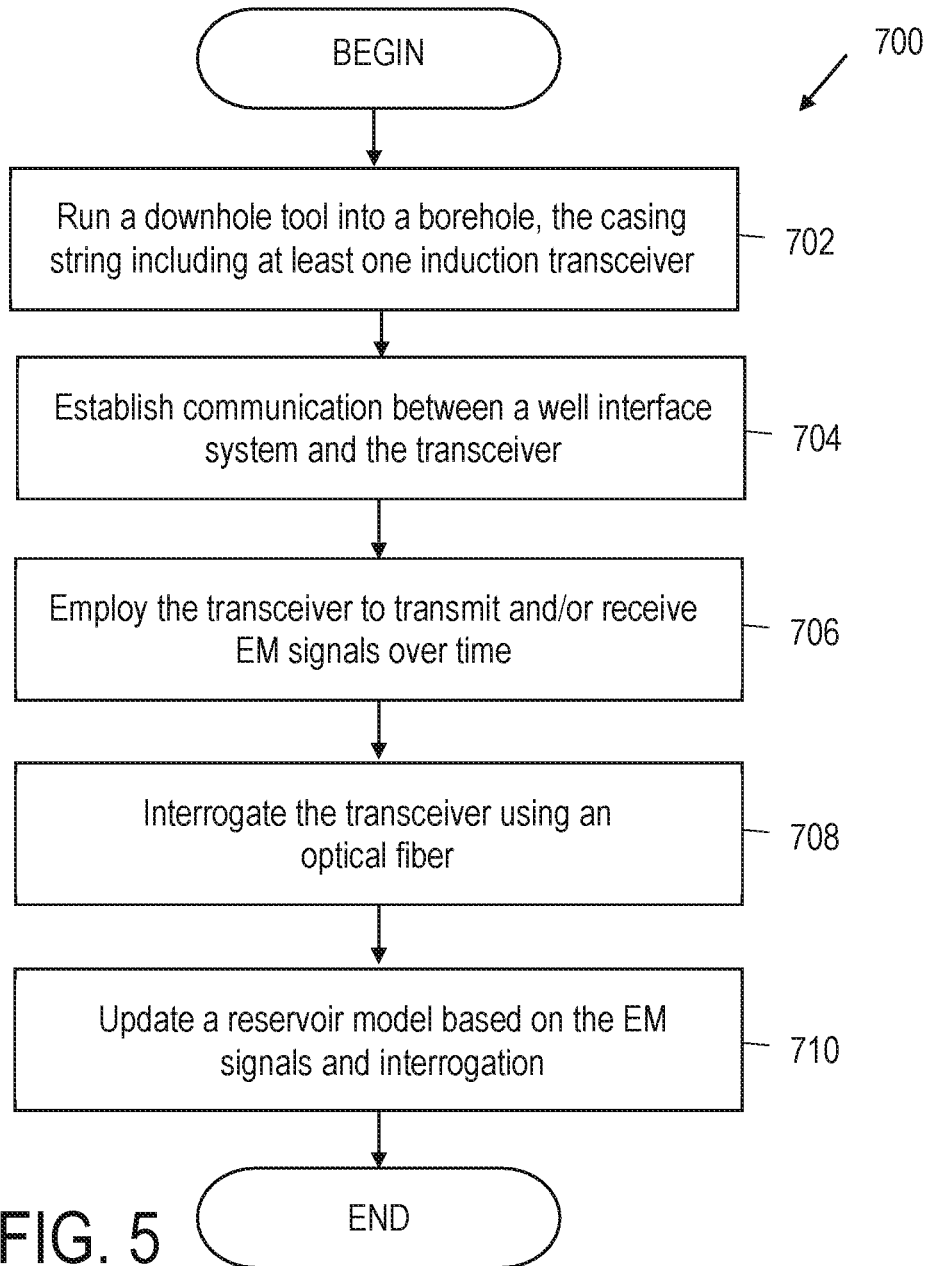 BEGIN
700
Run a downhole tool into a borehole, the casing
string including at least one induction transceiver
702
Establish communication between a well interface
system and the transceiver
704
Employ the transceiver to transmit and/or receive
EM signals over time
706
Interrogate the transceiver using an
optical fiber
708
Update a reservoir model based on the EM
signals and interrogation
710
END
FIG. 5